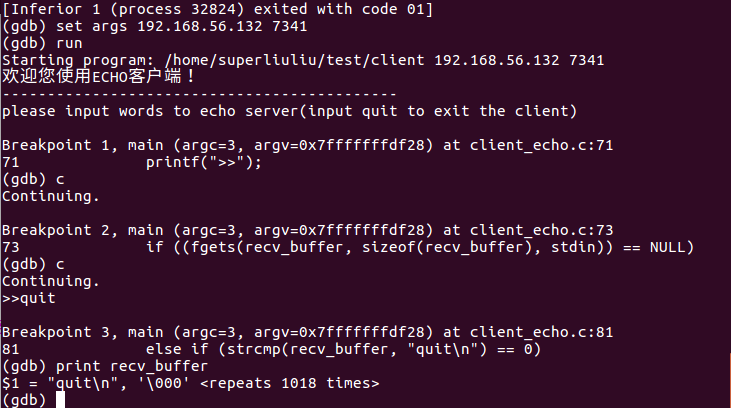 [Inferior 1 (process 32824) exited with code 01]
(gdb) set args 192.168.56.132 7341
(gdb) run
Starting program: /home/superliuliu/test/client 192.168.56.132 7341
欢迎您使用ECHO客户端！
--------------------------------------------
please input words to echo server(input quit to exit the client)
Breakpoint 1, main (argc=3, argv=0x7fffffffdf28) at client_echo.c:71
71 printf(">>");
(gdb) c
Continuing.
Breakpoint 2, main (argc=3, argv=0x7fffffffdf28) at client_echo.c:73
73 if ((fgets(recv_buffer, sizeof(recv_buffer), stdin)) == NULL)
(gdb) c
Continuing.
>>quit
Breakpoint 3, main (argc=3, argv=0x7fffffffdf28) at client_echo.c:81
81 else if (strcmp(recv_buffer, "quit\n") == 0)
(gdb) print recv_buffer
$1 = "quit\n", '\000' <repeats 1018 times>
(gdb)